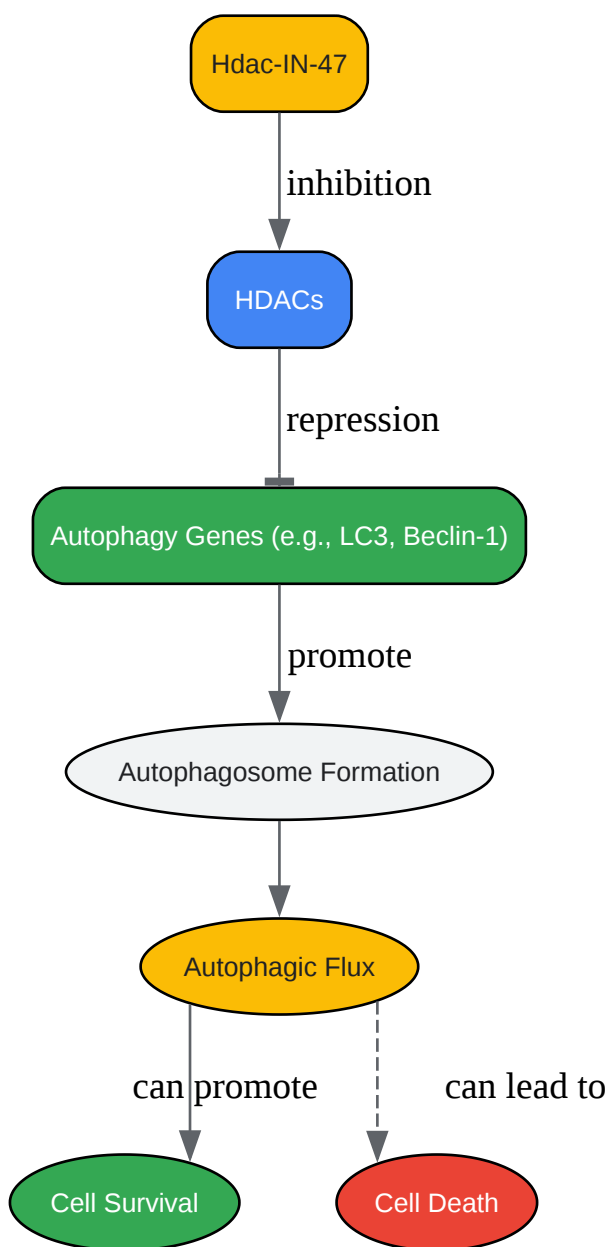 Hdac-IN-47
inhibition
HDACs
repression
Autophagy Genes (e.g., LC3, Beclin-1)
promote
Autophagosome Formation
Autophagic Flux
can promote
can lead to
Cell Survival
Cell Death